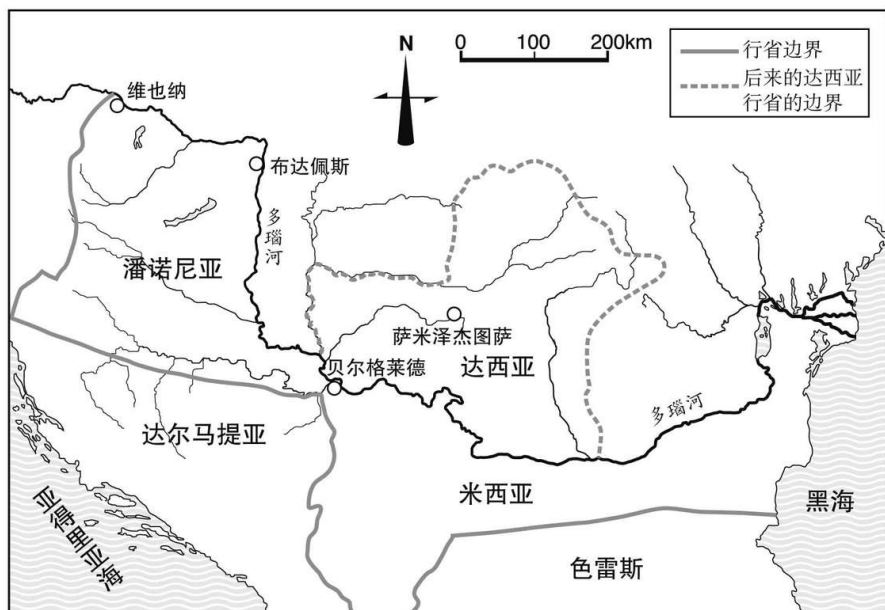 N
0 100 200km
行省边界
后来的达西亚
行省的边界
维也纳
布达佩斯
多瑙河
潘诺尼亚
萨米泽杰图萨
达西亚
贝尔格莱德
多瑙河
达尔马提亚
米西亚
黑海
亚得里亚海
色雷斯